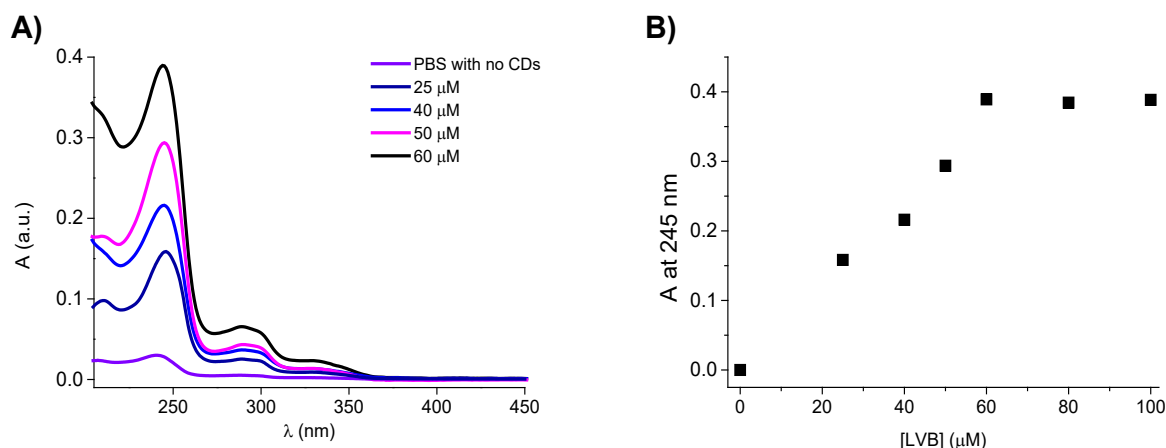 A)
0.4
0.3
0.2
0.1
0.0
A (a.u.)
250
300
350
400
450
λ (nm)
PBS with no CDs
25 μM
40 μM
50 μM
60 μM
B)
0.4
0.3
0.2
0.1
0.0
A at 245 nm
0
20
40
60
80
100
[LVB] (μM)